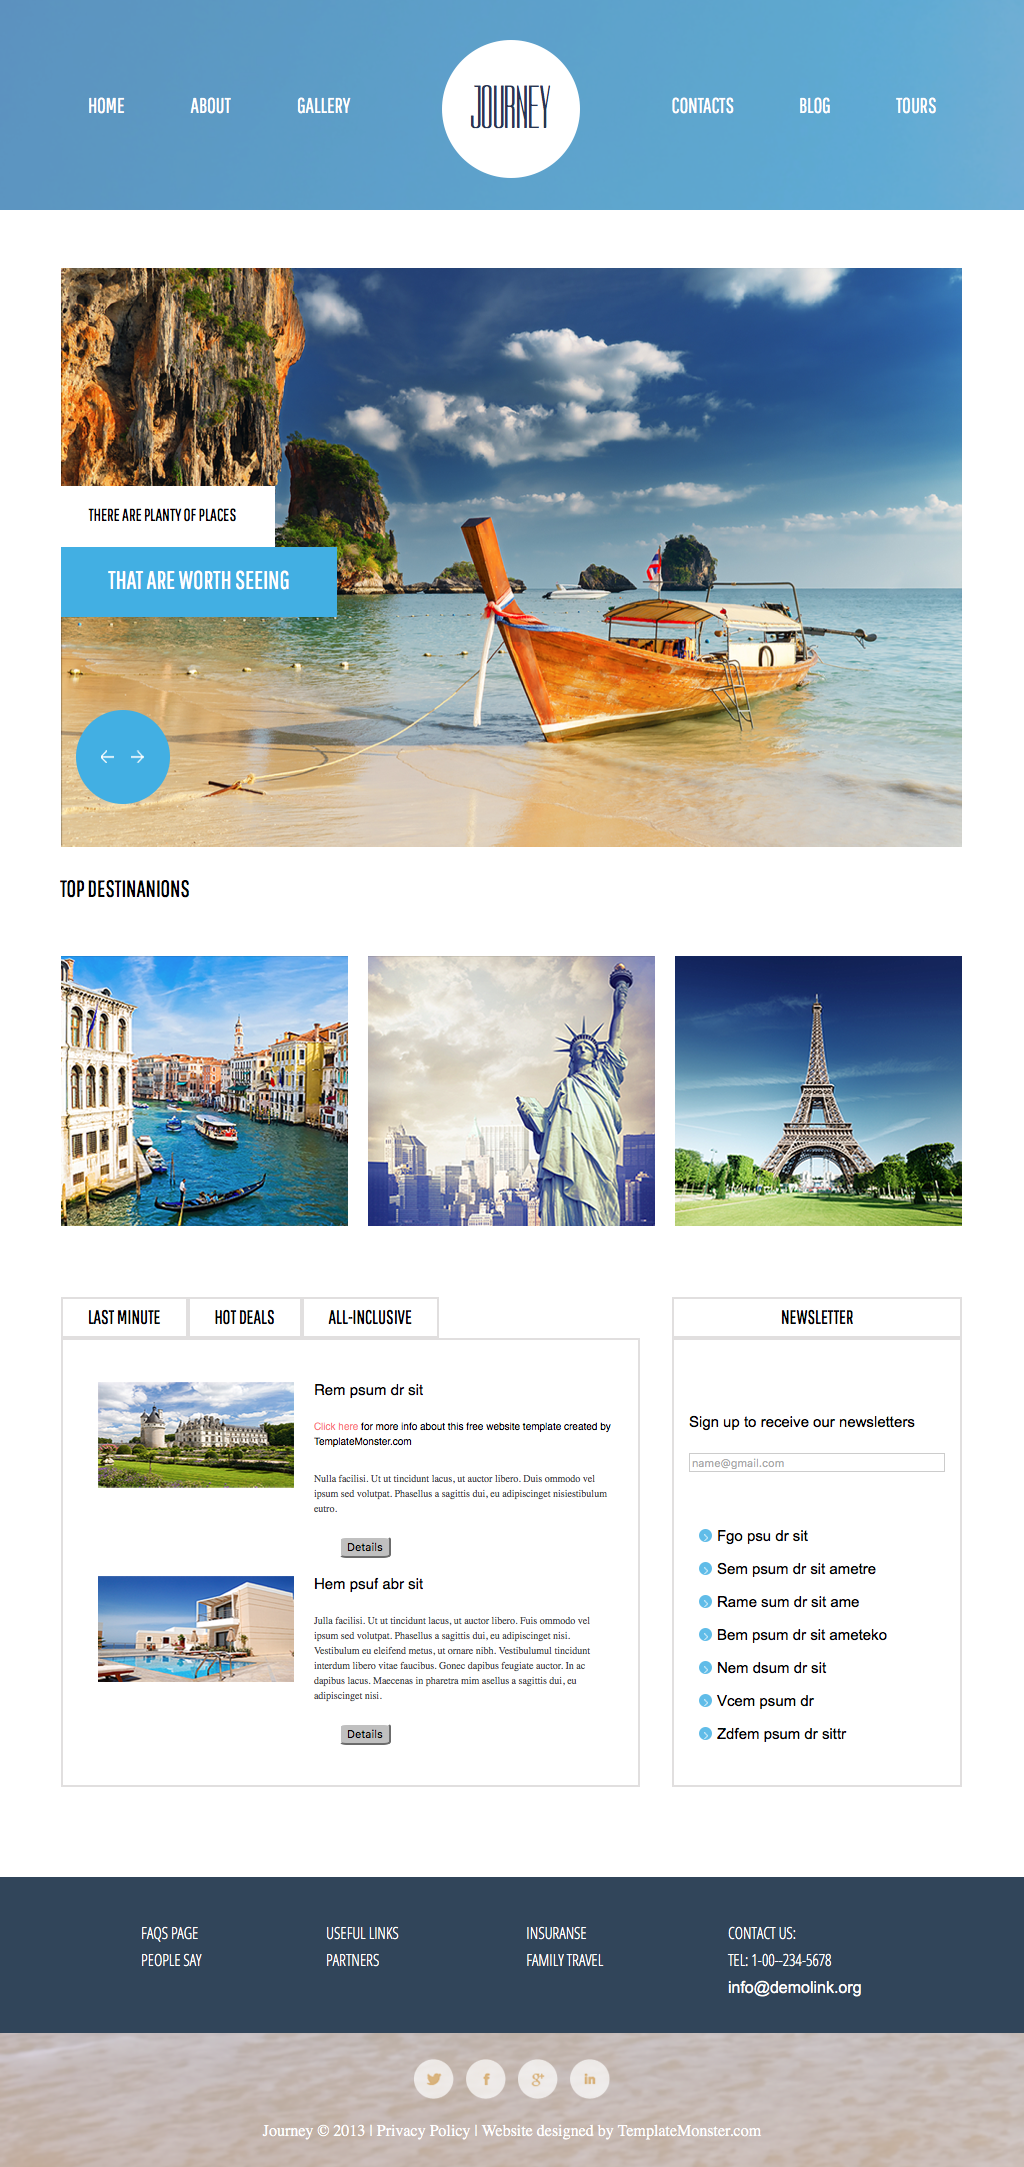 HOME ABOUT GALLERY JOURNEY CONTACTS BLOG TOURS
THERE ARE PLANTY OF PLACES
THAT ARE WORTH SEEING
TOP DESTINANIONS
LAST MINUTE HOT DEALS ALL-INCLUSIVE
Rem psum dr sit
Click here for more info about this free website template created by
TemplateMonster.com
Nulla facilisi. Ut ut tincidunt lacus, ut auctor libero. Duis ommodo vel
ipsum sed volutpat. Phasellus a sagittis dui, eu adipiscinget nisiestibulum
eutro.
Details
Hem psuf abr sit
Julla facilisi. Ut ut tincidunt lacus, ut auctor libero. Fuis ommodo vel
ipsum sed volutpat. Phasellus a sagittis dui, eu adipiscinget nisi.
Vestibulum eu eleifend metus, ut ornare nibh. Vestibulumul tincidunt
interdum libero vitae faucibus. Gonec dapibus feugiate auctor. In ac
dapibus lacus. Maecenas in pharetra mim asellus a sagittis dui, eu
adipiscinget nisi.
Details
NEWSLETTER
Sign up to receive our newsletters
name@gmail.com
Fgo psu dr sit
Sem psum dr sit ametre
Rame sum dr sit ame
Bem psum dr sit ameteko
Nem dsum dr sit
Vcem psum dr
Zdfem psum dr sittr
FAQS PAGE
PEOPLE SAY
USEFUL LINKS
PARTNERS
INSURANSE
FAMILY TRAVEL
CONTACT US:
TEL: 1-00--234-5678
info@demolink.org
Journey © 2013 | Privacy Policy | Website designed by TemplateMonster.com